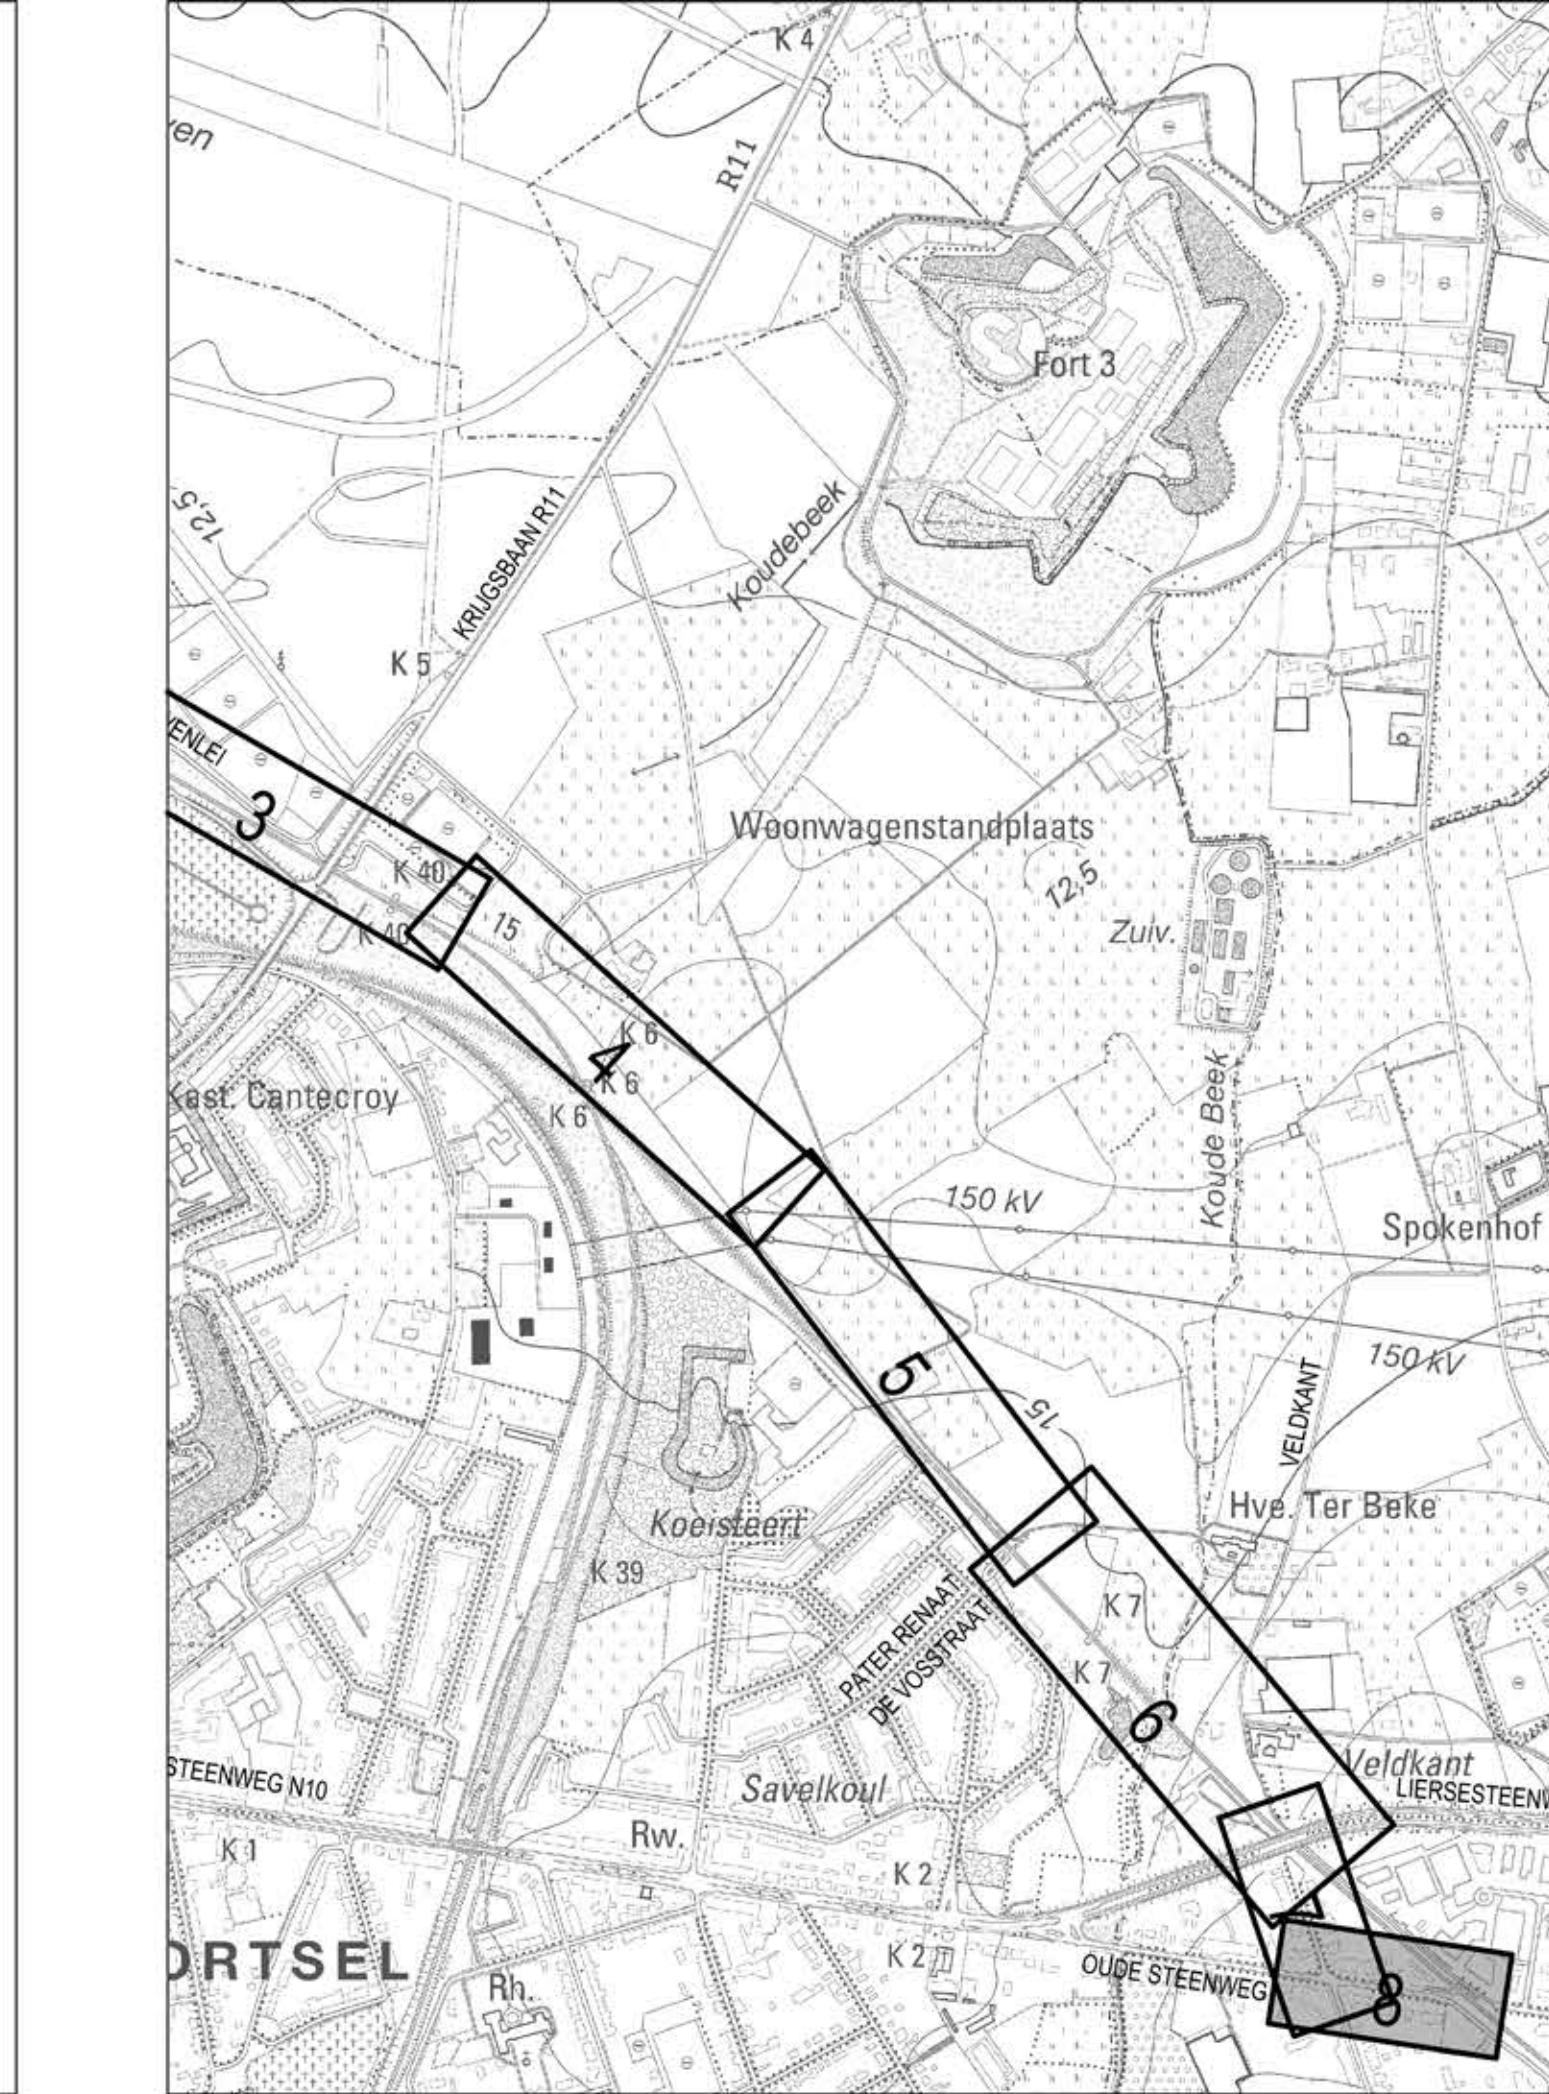 K 4
ven
R11
Fort 3
12,5
Koudebeek
KRIJGSBAAN R11
K 5
VENLEI
3
Woonwagenstandplaats
12,5
K 40
15
K 40
Zuiv.
K 6
4
K 6
K 6
Kast. Cantecroy
Koude Beek
150 kV
Spokenhof
150 kV
5
15
VELDKANT
Hve. Ter Beke
Koeisteert
K 39
K 7
PATER RENAAT
DE VOSSTRAAT
K 7
6
Veldkant
STEENWEG N10
Savelkoul
LIERSESTEENW
Rw.
K 1
K 2
7
K 2
OUDE STEENWEG
ORTSEL
Rh.
8